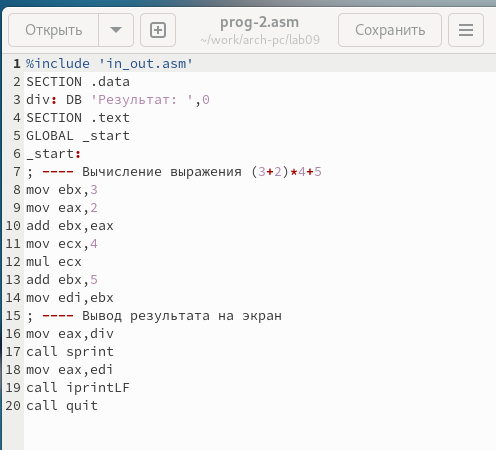 Открыть
prog-2.asm
~/work/arch-pc/lab09
Сохранить
1 %include 'in_out.asm'
2 SECTION .data
3 div: DB 'Результат: ',0
4 SECTION .text
5 GLOBAL _start
6 _start:
7 ; ---- Вычисление выражения (3+2)*4+5
8 mov ebx,3
9 mov eax,2
10 add ebx,eax
11 mov ecx,4
12 mul ecx
13 add ebx,5
14 mov edi,ebx
15 ; ---- Вывод результата на экран
16 mov eax,div
17 call sprint
18 mov eax,edi
19 call iprintLF
20 call quit